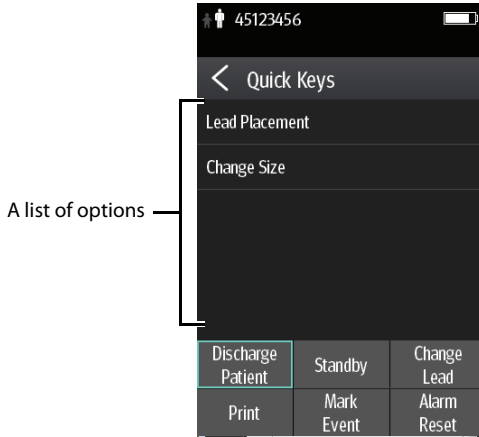 45123456
Quick Keys
Lead Placement
Change Size
A list of options
Discharge
Patient
Standby
Change
Lead
Print
Mark
Event
Alarm
Reset